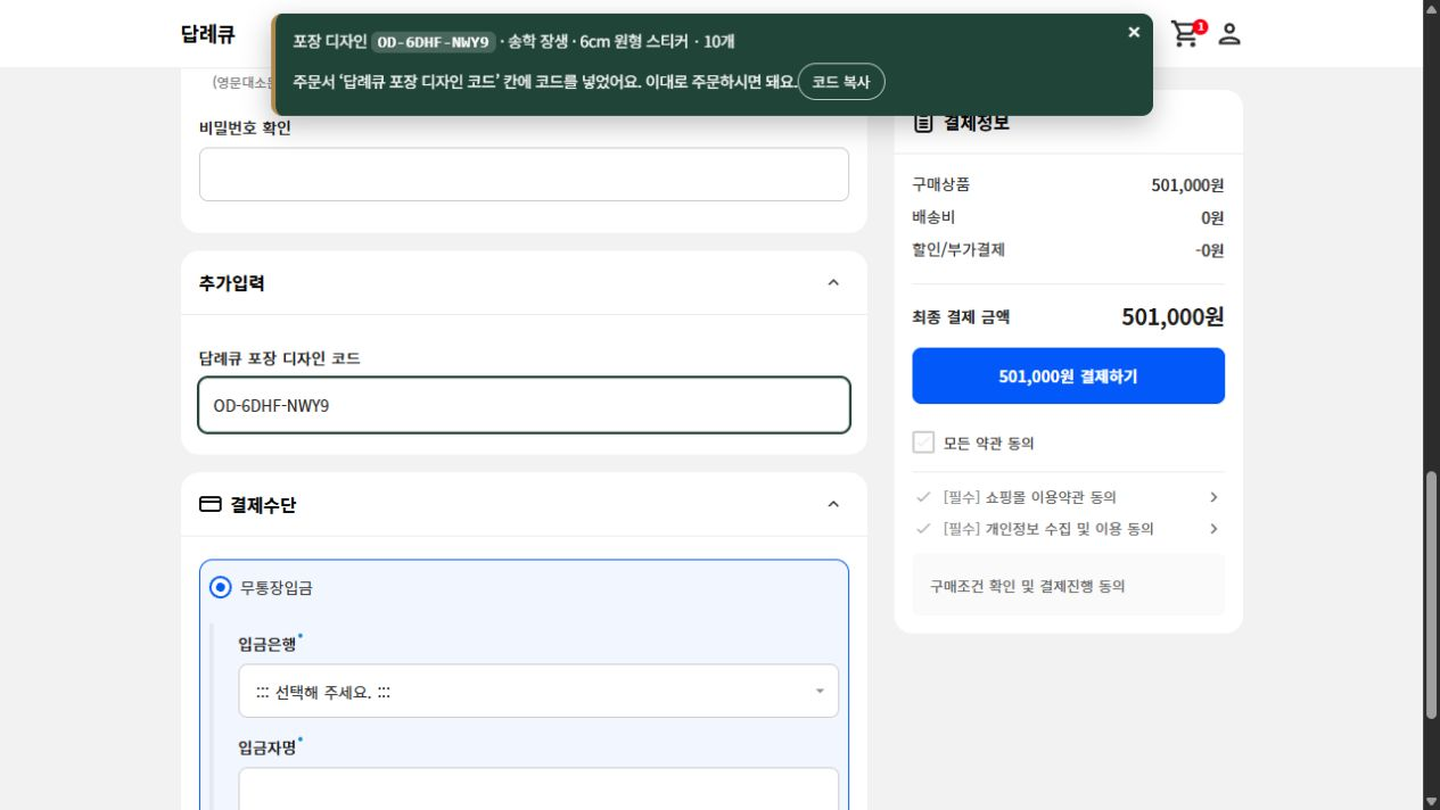 답례큐
포장 디자인 OD-6DHF-NWY9 · 송학 장생 · 6cm 원형 스티커 · 10개
주문서 ‘답례큐 포장 디자인 코드’ 칸에 코드를 넣었어요. 이대로 주문하시면 돼요.
코드 복사
×
1
(영문대소문
비밀번호 확인
추가입력
답례큐 포장 디자인 코드
OD-6DHF-NWY9
결제수단
무통장입금
입금은행
::: 선택해 주세요. :::
입금자명
결제정보
구매상품 501,000원
배송비 0원
할인/부가결제 -0원
최종 결제 금액 501,000원
501,000원 결제하기
모든 약관 동의
[필수] 쇼핑몰 이용약관 동의
[필수] 개인정보 수집 및 이용 동의
구매조건 확인 및 결제진행 동의